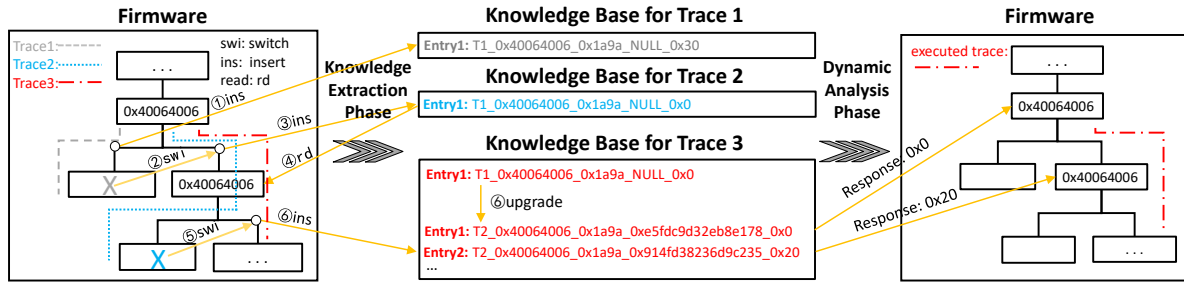 Firmware
Trace1:
Trace2:
Trace3:
swi: switch
ins: insert
read: rd
...
0x40064006
①ins
③ins
②swi
④rd
X
0x40064006
⑤swi
⑥ins
X
...
Knowledge
Extraction
Phase
Knowledge Base for Trace 1
Entry1: T1_0x40064006_0x1a9a_NULL_0x30
Knowledge Base for Trace 2
Entry1: T1_0x40064006_0x1a9a_NULL_0x0
Knowledge Base for Trace 3
Entry1: T1_0x40064006_0x1a9a_NULL_0x0
⑥upgrade
Entry1: T2_0x40064006_0x1a9a_0xe5fdc9d32eb8e178_0x0
Entry2: T2_0x40064006_0x1a9a_0x914fd38236d9c235_0x20
...
Dynamic
Analysis
Phase
Response: 0x0
Response: 0x20
Firmware
executed trace:
...
0x40064006
0x40064006
...